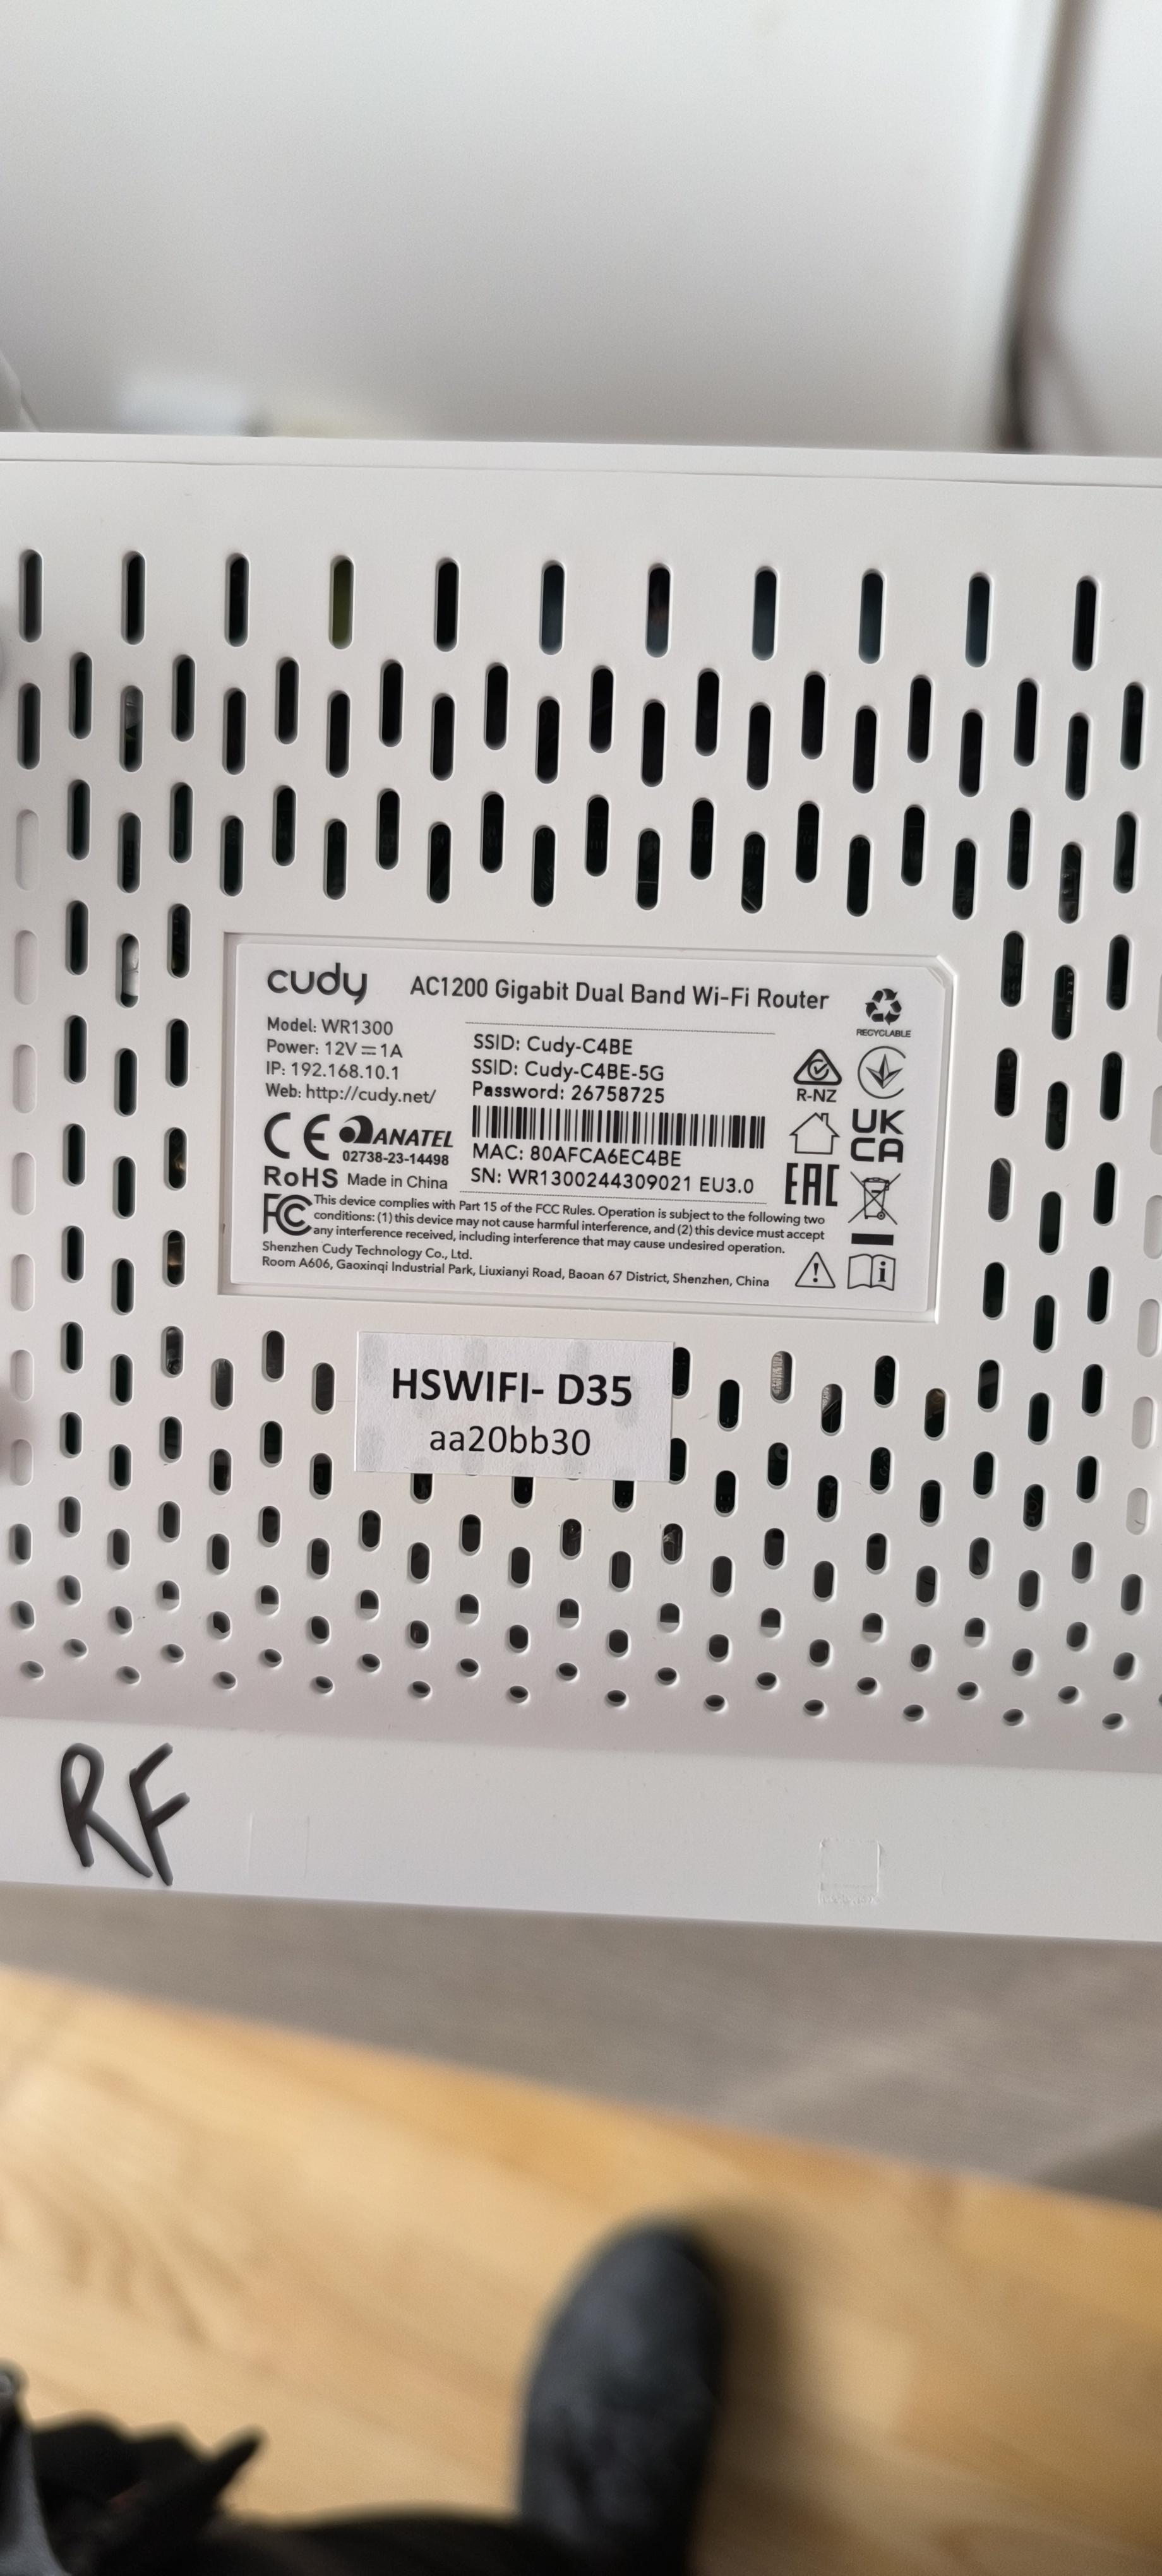 cudy AC1200 Gigabit Dual Band Wi-Fi Router
RECYCLABLE
Model: WR1300
Power: 12V⎓1A
IP: 192.168.10.1
Web: http://cudy.net/
SSID: Cudy-C4BE
SSID: Cudy-C4BE-5G
Password: 26758725
MAC: 80AFCA6EC4BE
SN: WR1300244309021 EU3.0
R-NZ
UK
CA
EAC
CE ANATEL
02738-23-14498
RoHS Made in China
FC This device complies with Part 15 of the FCC Rules. Operation is subject to the following two
conditions: (1) this device may not cause harmful interference, and (2) this device must accept
any interference received, including interference that may cause undesired operation.
Shenzhen Cudy Technology Co., Ltd.
Room A606, Gaoxinqi Industrial Park, Liuxianyi Road, Baoan 67 District, Shenzhen, China
HSWIFI- D35
aa20bb30
RF